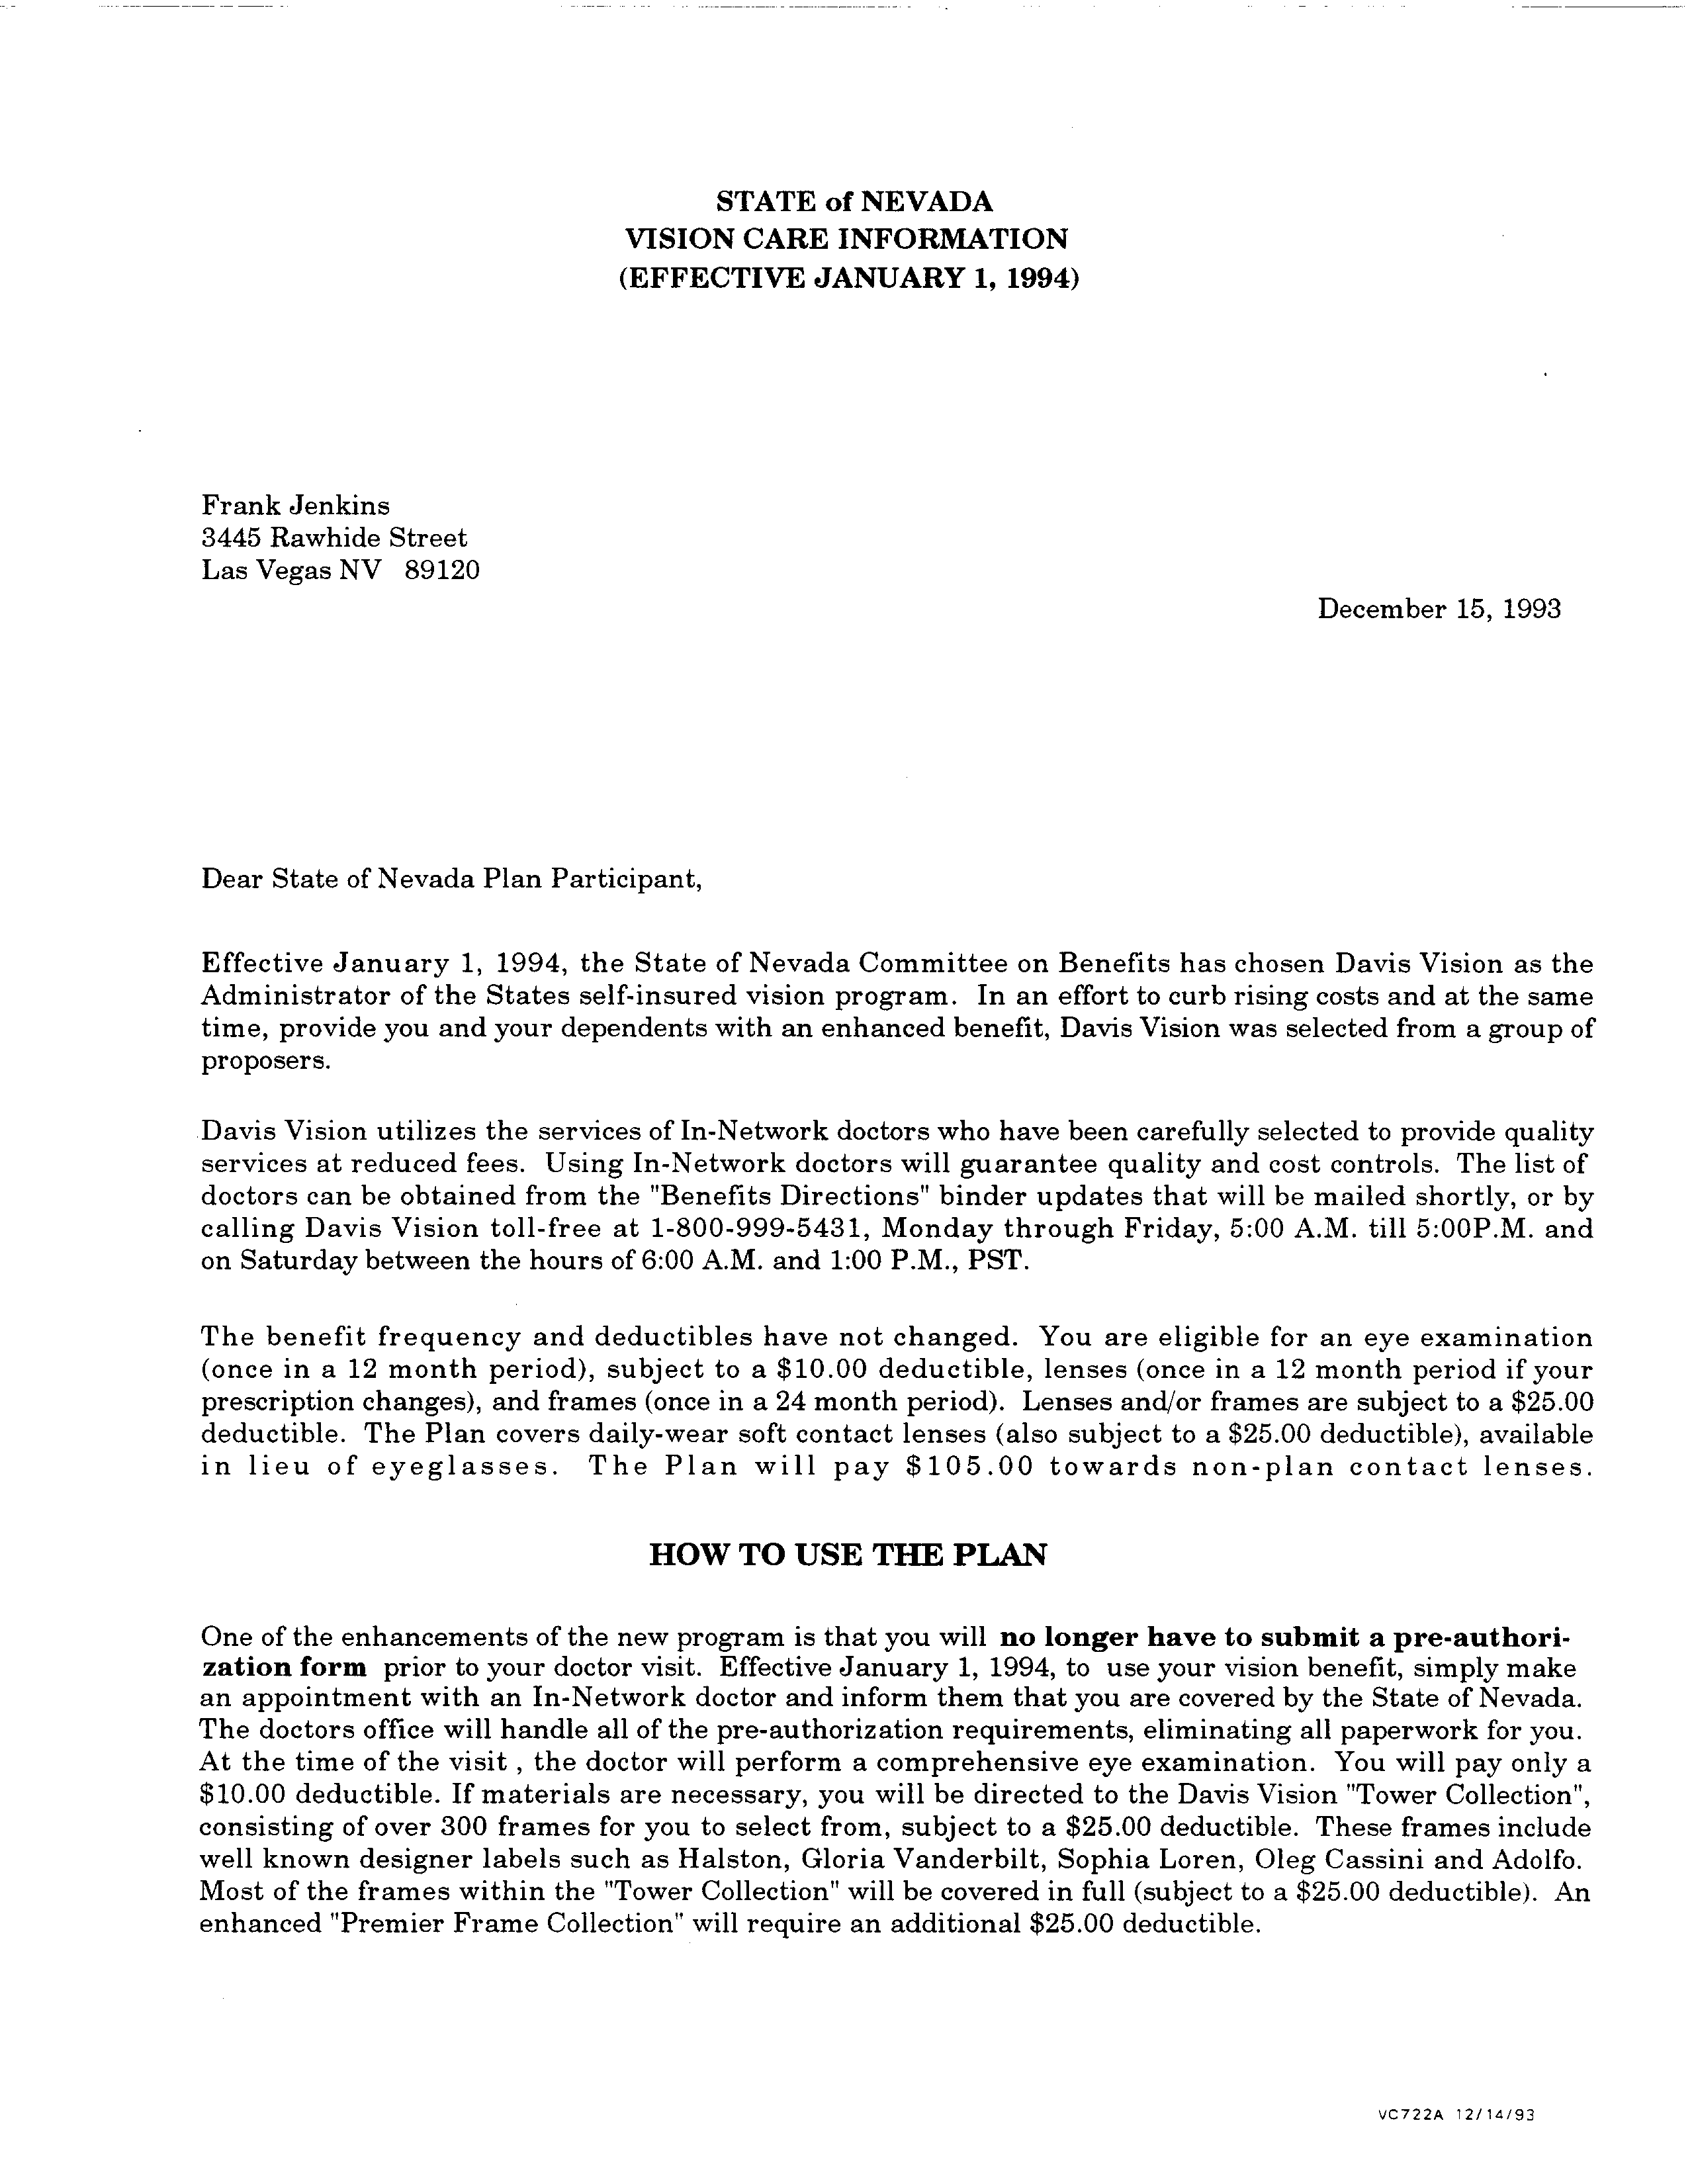 STATE of NEVADA
VISION CARE INFORMATION
(EFFECTIVE JANUARY 1, 1994)
Frank Jenkins
3445 Rawhide Street
Las Vegas NV 89120
December 15, 1993
Dear State of Nevada Plan Participant,
Effective January 1, 1994, the State of Nevada Committee on Benefits has chosen Davis Vision as the
Administrator of the States self-insured vision program. In an effort to curb rising costs and at the same
time, provide you and your dependents with an enhanced benefit, Davis Vision was selected from a group of
proposers.
Davis Vision utilizes the services of In-Network doctors who have been carefully selected to provide quality
services at reduced fees. Using In-Network doctors will guarantee quality and cost controls. The list of
doctors can be obtained from the "Benefits Directions" binder updates that will be mailed shortly, or by
calling Davis Vision toll-free at 1-800-999-5431, Monday through Friday, 5:00 A.M. till 5:00P.M. and
on Saturday between the hours of 6:00 A.M. and 1:00 P.M., PST.
The benefit frequency and deductibles have not changed. You are eligible for an eye examination
(once in a 12 month period), subject to a $10.00 deductible, lenses (once in a 12 month period if your
prescription changes), and frames (once in a 24 month period). Lenses and/or frames are subject to a $25.00
deductible. The Plan covers daily-wear soft contact lenses (also subject to a $25.00 deductible), available
in lieu of eyeglasses. The Plan will pay $105.00 towards non-plan contact lenses.
HOW TO USE THE PLAN
One of the enhancements of the new program is that you will no longer have to submit a pre-authori-
zation form prior to your doctor visit. Effective January 1, 1994, to use your vision benefit, simply make
an appointment with an In-Network doctor and inform them that you are covered by the State of Nevada.
The doctors office will handle all of the pre-authorization requirements, eliminating all paperwork for you.
At the time of the visit , the doctor will perform a comprehensive eye examination. You will pay only a
$10.00 deductible. If materials are necessary, you will be directed to the Davis Vision "Tower Collection",
consisting of over 300 frames for you to select from, subject to a $25.00 deductible. These frames include
well known designer labels such as Halston, Gloria Vanderbilt, Sophia Loren, Oleg Cassini and Adolfo.
Most of the frames within the "Tower Collection" will be covered in full (subject to a $25.00 deductible). An
enhanced "Premier Frame Collection" will require an additional $25.00 deductible.
VC722A 12/14/93